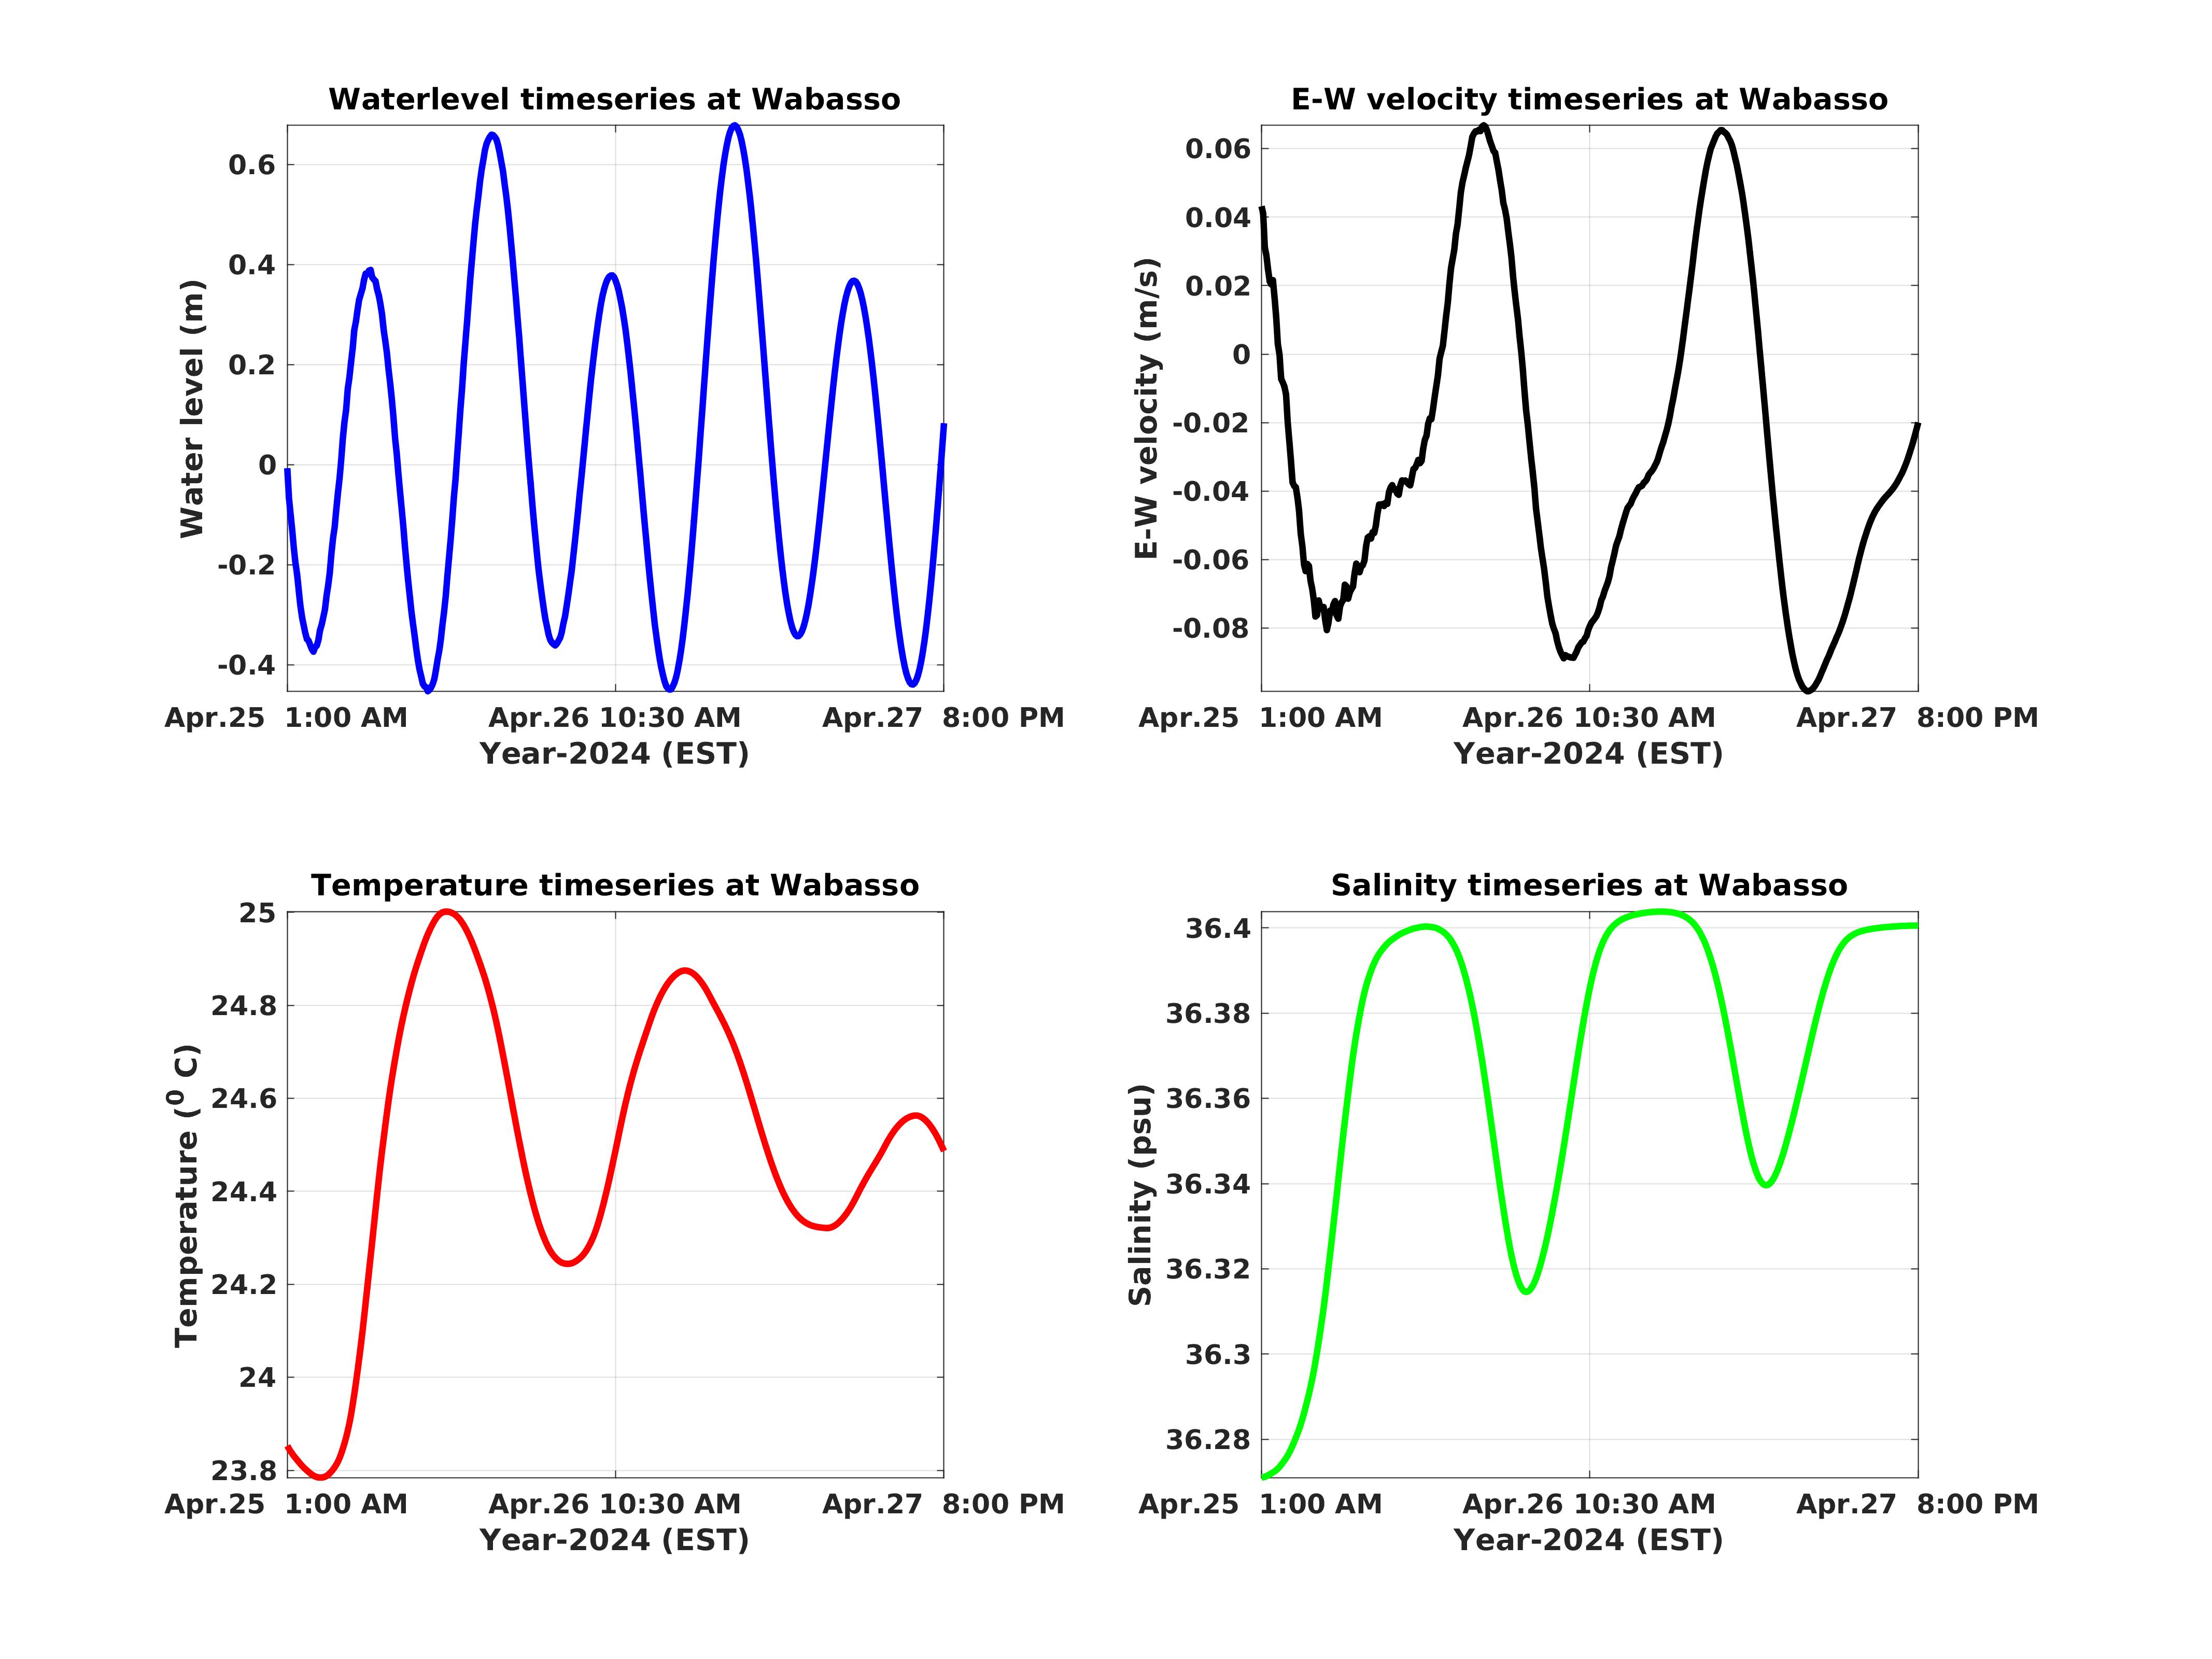 Waterlevel timeseries at Wabasso
0.6
0.4
0.2
0
-0.2
-0.4
Water level (m)
Apr.25 1:00 AM Apr.26 10:30 AM Apr.27 8:00 PM
Year-2024 (EST)
E-W velocity timeseries at Wabasso
0.06
0.04
0.02
0
-0.02
-0.04
-0.06
-0.08
E-W velocity (m/s)
Apr.25 1:00 AM Apr.26 10:30 AM Apr.27 8:00 PM
Year-2024 (EST)
Temperature timeseries at Wabasso
25
24.8
24.6
24.4
24.2
24
23.8
Temperature (⁰ C)
Apr.25 1:00 AM Apr.26 10:30 AM Apr.27 8:00 PM
Year-2024 (EST)
Salinity timeseries at Wabasso
36.4
36.38
36.36
36.34
36.32
36.3
36.28
Salinity (psu)
Apr.25 1:00 AM Apr.26 10:30 AM Apr.27 8:00 PM
Year-2024 (EST)